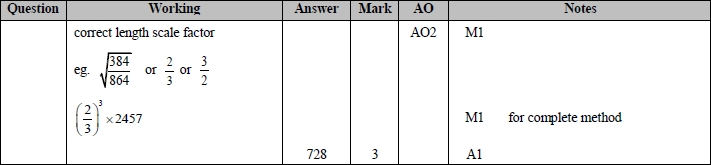 Question Working Answer Mark AO Notes
correct length scale factor AO2 M1
eg. √(384/864) or 2/3 or 3/2
(2/3)³ ×2457 M1 for complete method
728 3 A1